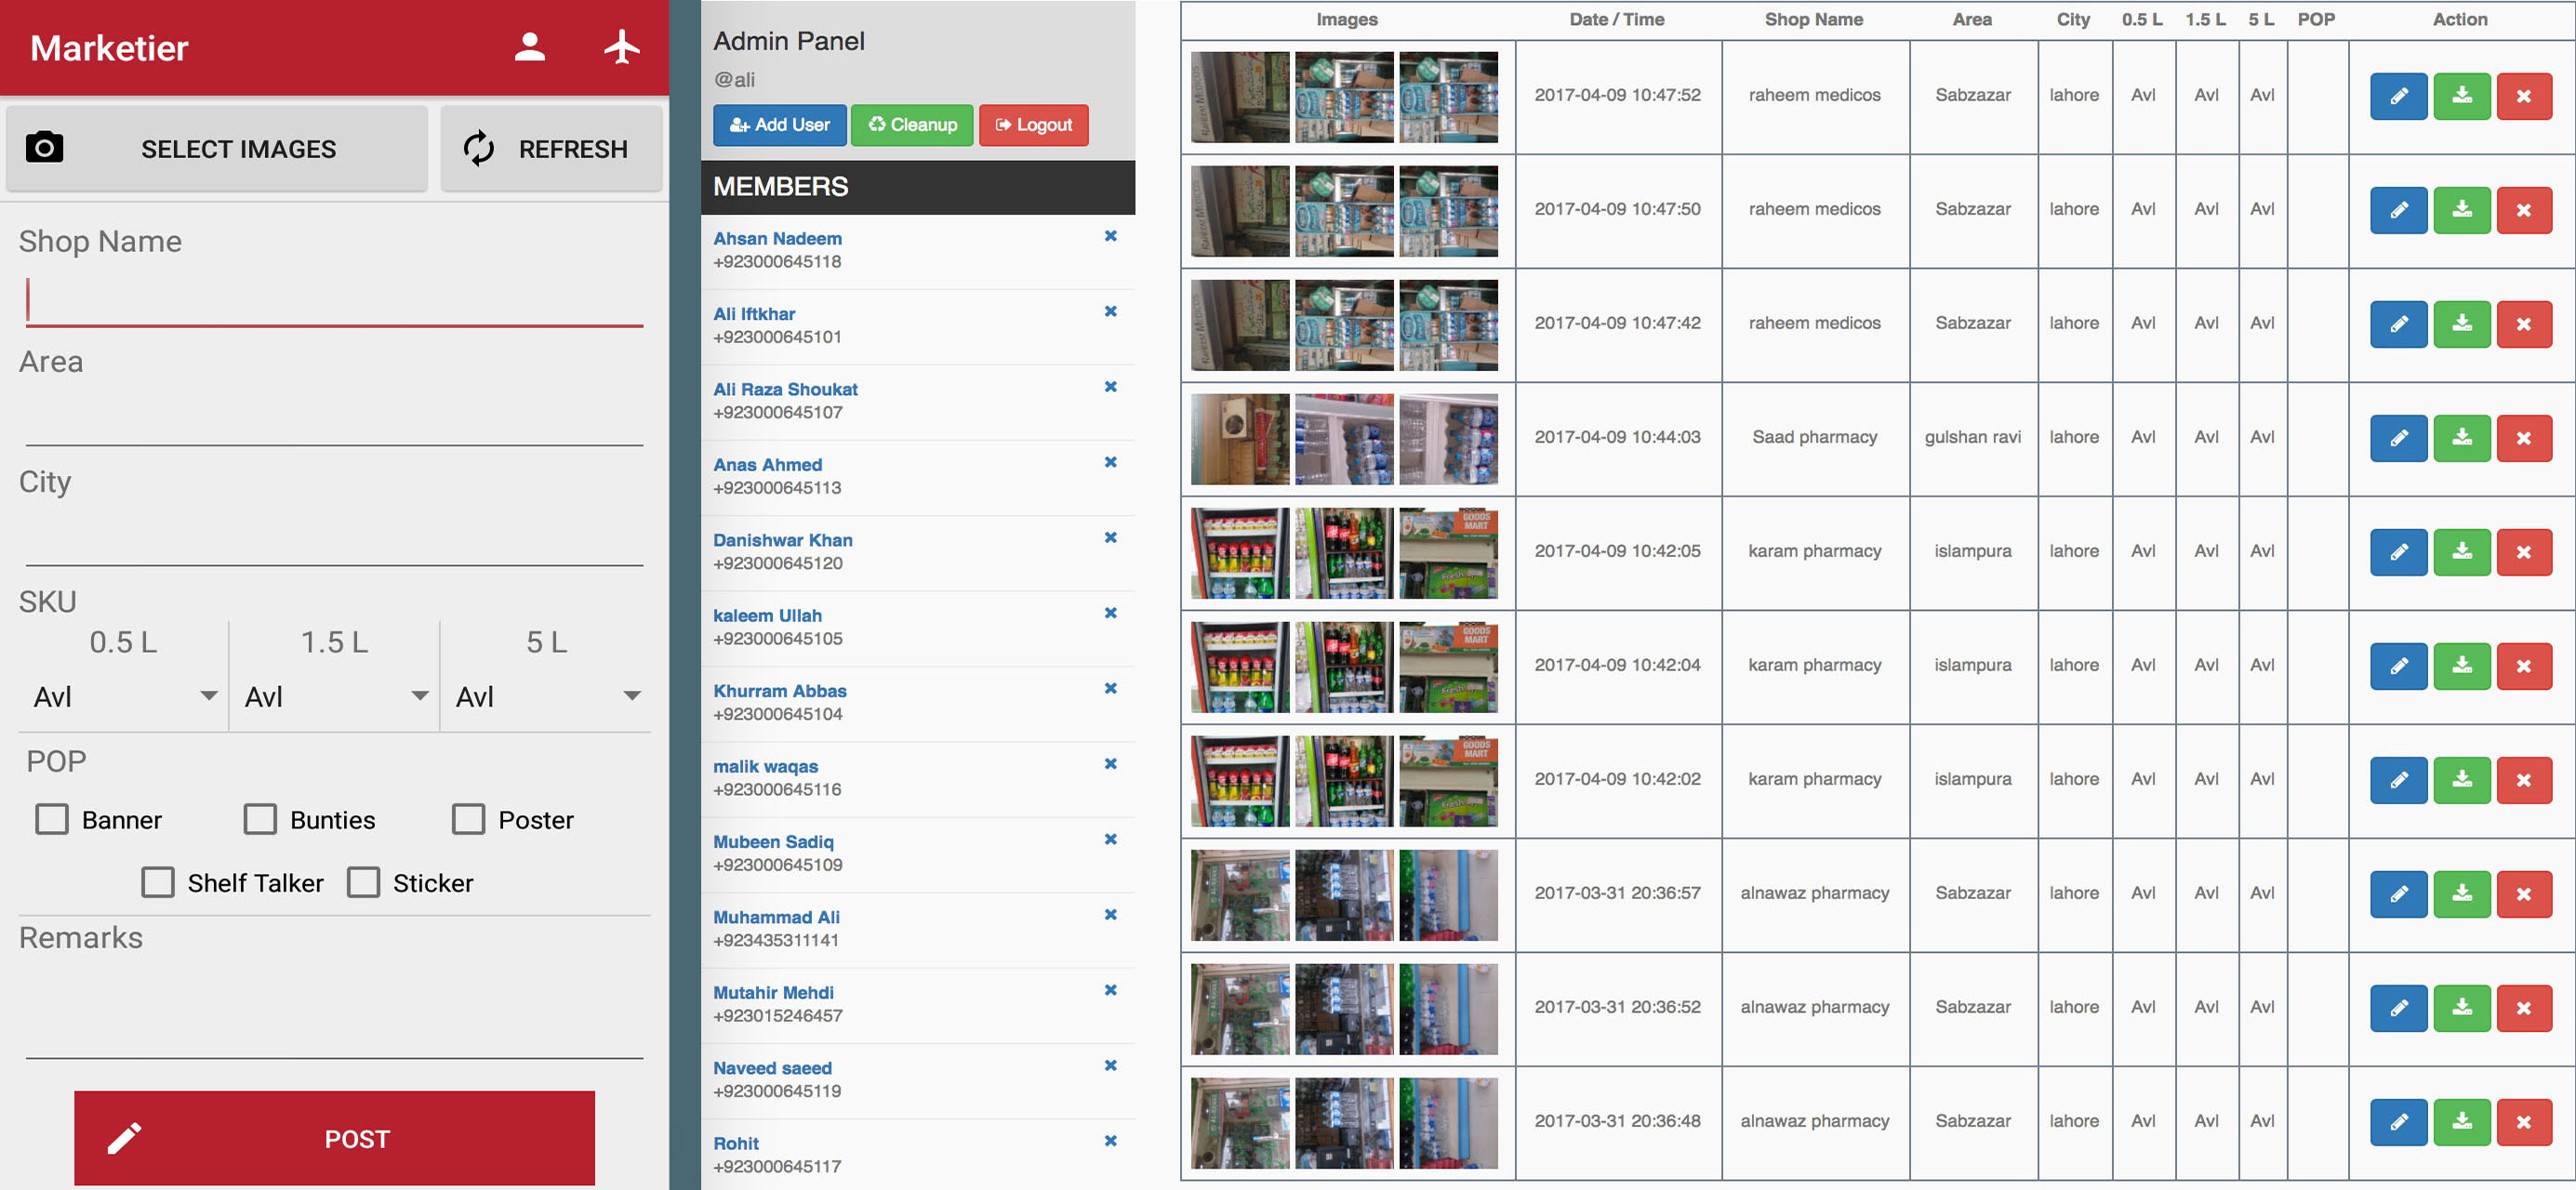 Marketier
SELECT IMAGES
REFRESH
Shop Name
Area
City
SKU
0.5 L 1.5 L 5 L
Avl Avl Avl
POP
Banner Bunties Poster
Shelf Talker Sticker
Remarks
POST
Admin Panel
@ali
Add User Cleanup Logout
MEMBERS
Ahsan Nadeem
+923000645118
Ali Iftkhar
+923000645101
Ali Raza Shoukat
+923000645107
Anas Ahmed
+923000645113
Danishwar Khan
+923000645120
kaleem Ullah
+923000645105
Khurram Abbas
+923000645104
malik waqas
+923000645116
Mubeen Sadiq
+923000645109
Muhammad Ali
+923435311141
Mutahir Mehdi
+923015246457
Naveed saeed
+923000645119
Rohit
+923000645117
Images Date / Time Shop Name Area City 0.5 L 1.5 L 5 L POP Action
2017-04-09 10:47:52 raheem medicos Sabzazar lahore Avl Avl Avl
2017-04-09 10:47:50 raheem medicos Sabzazar lahore Avl Avl Avl
2017-04-09 10:47:42 raheem medicos Sabzazar lahore Avl Avl Avl
2017-04-09 10:44:03 Saad pharmacy gulshan ravi lahore Avl Avl Avl
GOODS
MART
Fresh
2017-04-09 10:42:05 karam pharmacy islampura lahore Avl Avl Avl
GOODS
MART
Fresh
2017-04-09 10:42:04 karam pharmacy islampura lahore Avl Avl Avl
GOODS
MART
Fresh
2017-04-09 10:42:02 karam pharmacy islampura lahore Avl Avl Avl
2017-03-31 20:36:57 alnawaz pharmacy Sabzazar lahore Avl Avl Avl
2017-03-31 20:36:52 alnawaz pharmacy Sabzazar lahore Avl Avl Avl
2017-03-31 20:36:48 alnawaz pharmacy Sabzazar lahore Avl Avl Avl